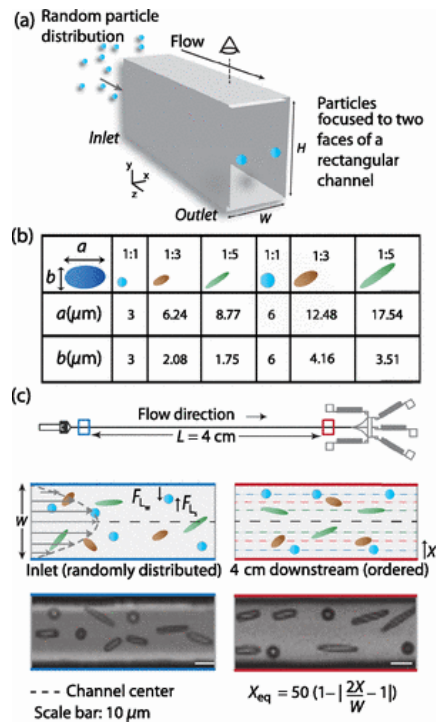 (a)
Random particle
distribution
Flow
Inlet
Particles
focused to two
faces of a
rectangular
channel
H
y
x
z
Outlet
W
(b)
a 1:1 1:3 1:5 1:1 1:3 1:5
b
a(μm) 3 6.24 8.77 6 12.48 17.54
b(μm) 3 2.08 1.75 6 4.16 3.51
(c)
Flow direction
L = 4 cm
W
F_Lw F_Ls
X
Inlet (randomly distributed) 4 cm downstream (ordered)
Channel center
Scale bar: 10 μm
X_eq = 50 (1-|2X/W -1|)